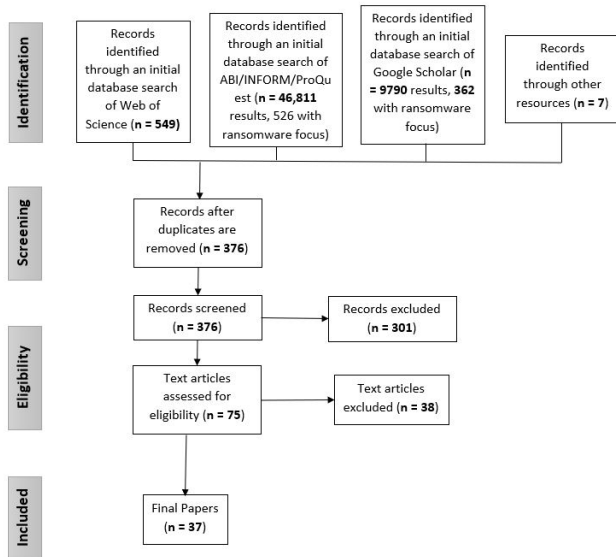 Identification
Records
identified
through an initial
database search
of Web of
Science (n = 549)
Records identified
through an initial
database search of
ABI/INFORM/ProQu
est (n = 46,811
results, 526 with
ransomware focus)
Records identified
through an initial
database search of
Google Scholar (n
= 9790 results, 362
with ransomware
focus)
Records
identified
through other
resources (n = 7)
Screening
Records after
duplicates are
removed (n = 376)
Records screened
(n = 376)
Records excluded
(n = 301)
Eligibility
Text articles
assessed for
eligibility (n = 75)
Text articles
excluded (n = 38)
Included
Final Papers
(n = 37)